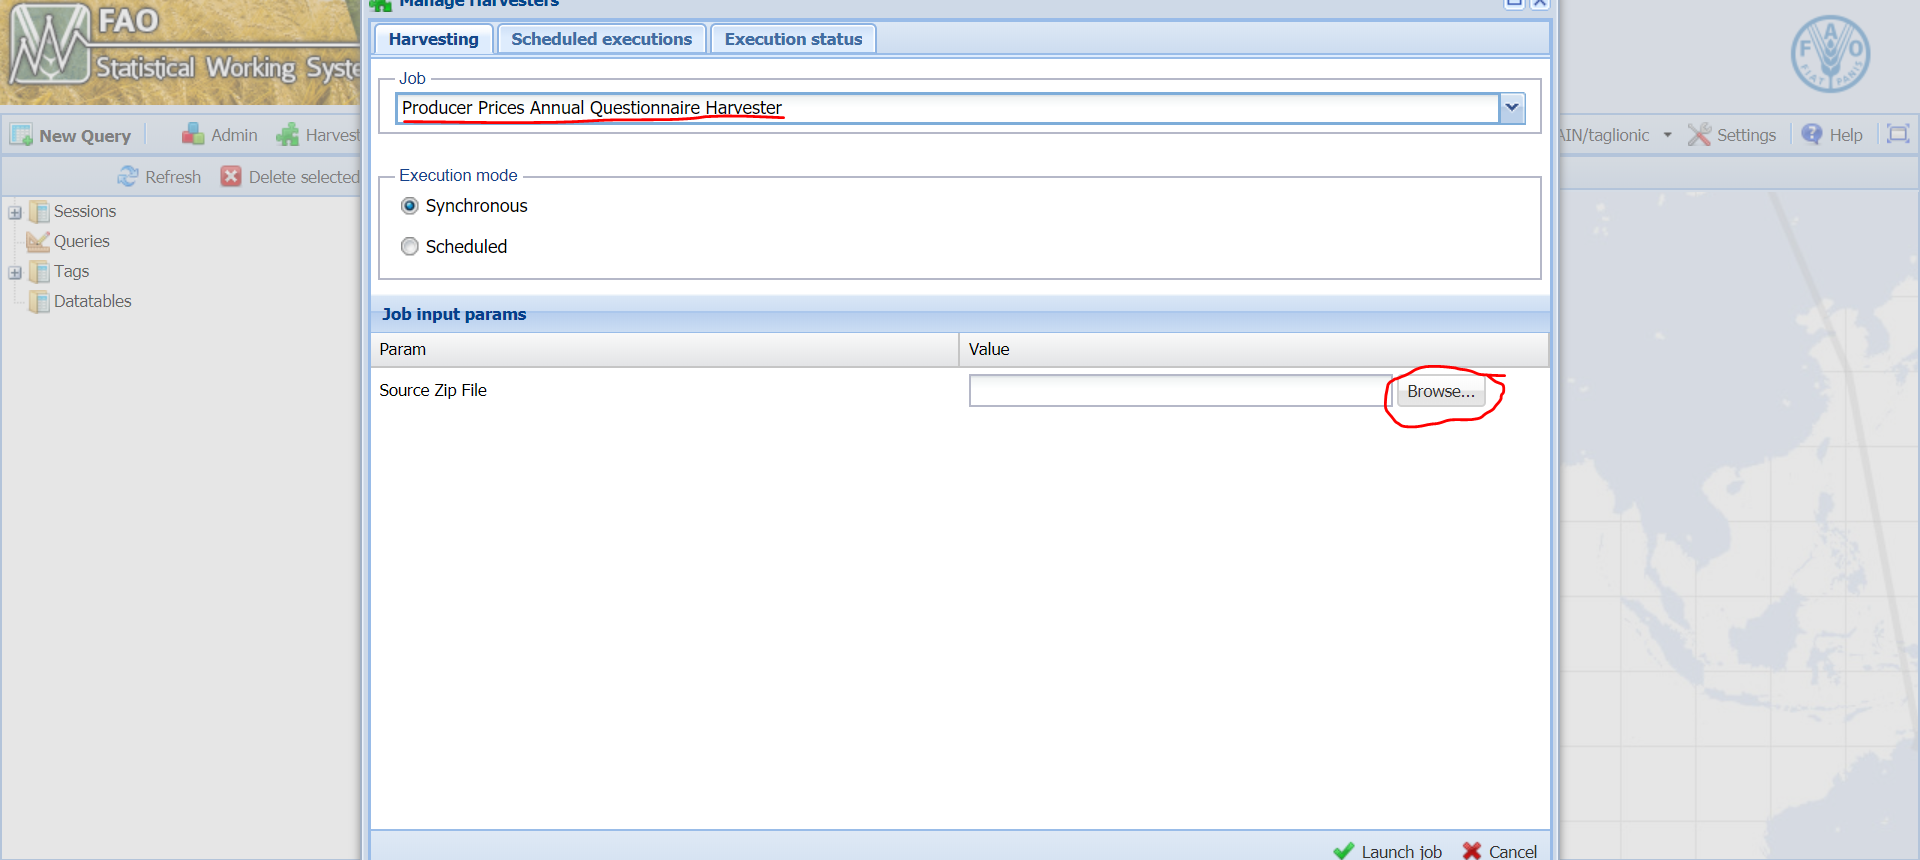 FAO
Statistical Working Syste
Manage Harvesters
Harvesting Scheduled executions Execution status
Job
Producer Prices Annual Questionnaire Harvester
New Query Admin Harvest
AIN/taglionic Settings Help
Refresh Delete selected
Execution mode
Synchronous
Scheduled
Sessions
Queries
Tags
Datatables
Job input params
Param Value
Source Zip File Browse...
Launch job Cancel
F A O
FIAT PANIS